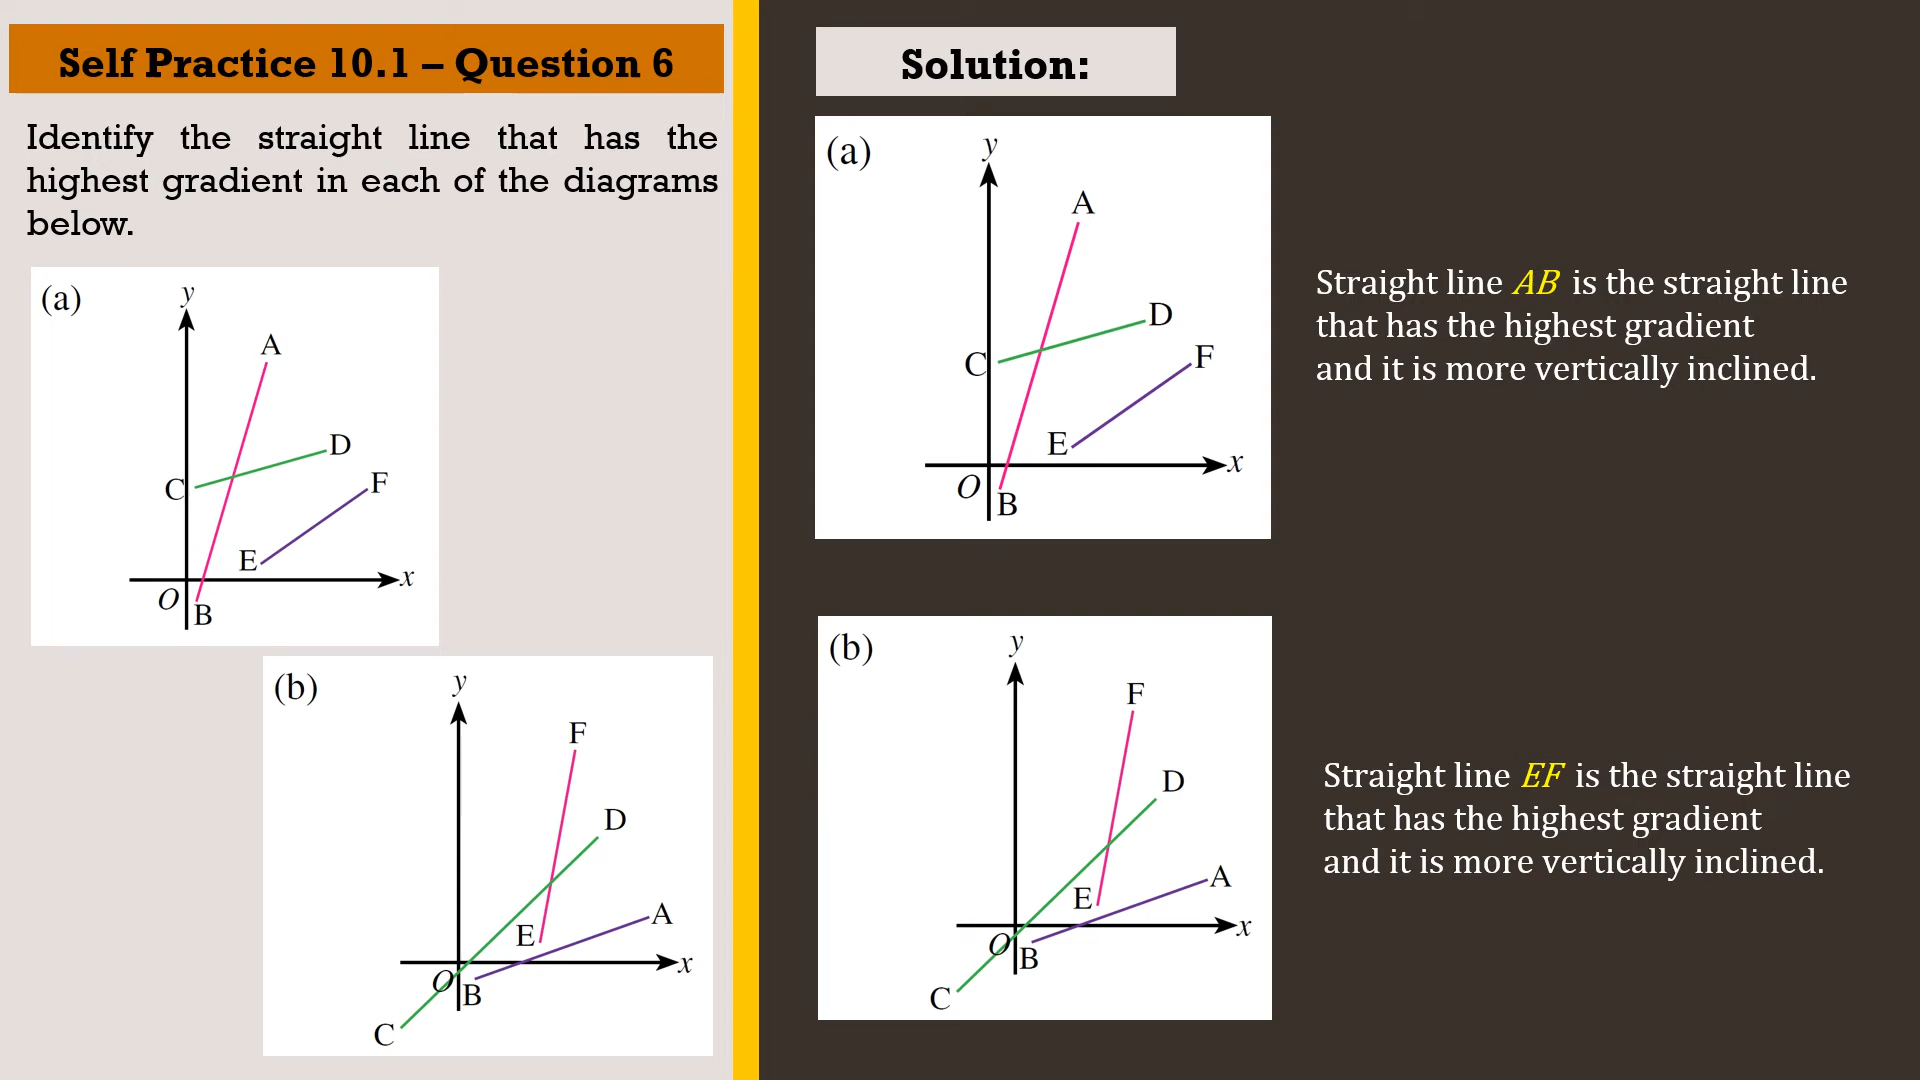 Self Practice 10.1 – Question 6
Identify the straight line that has the
highest gradient in each of the diagrams
below.
(a)
y
A
D
C
F
E
x
O
B
(b)
y
F
D
A
E
x
O
B
C
Solution:
(a)
y
A
D
F
C
E
x
O
B
Straight line AB is the straight line
that has the highest gradient
and it is more vertically inclined.
(b)
y
F
D
A
E
x
O
B
C
Straight line EF is the straight line
that has the highest gradient
and it is more vertically inclined.